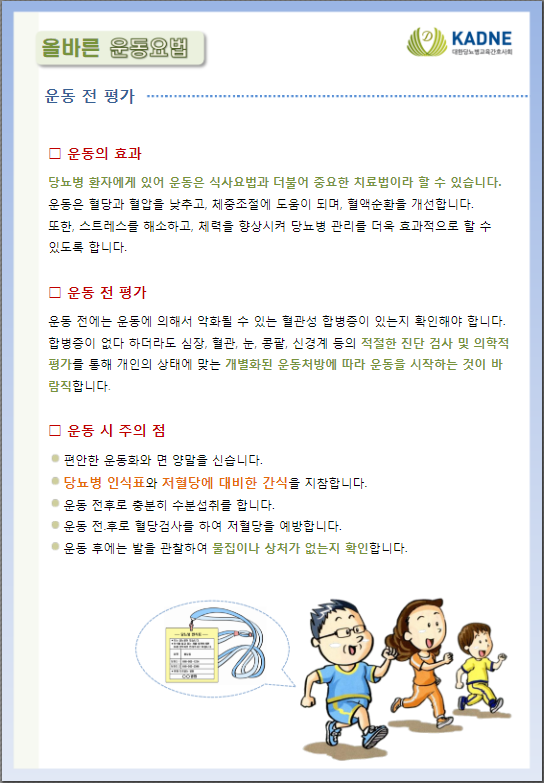 올바른 운동요법
KADNE
대한당뇨병교육간호사회
운동 전 평가
□ 운동의 효과
당뇨병 환자에게 있어 운동은 식사요법과 더불어 중요한 치료법이라 할 수 있습니다.
운동은 혈당과 혈압을 낮추고, 체중조절에 도움이 되며, 혈액순환을 개선합니다.
또한, 스트레스를 해소하고, 체력을 향상시켜 당뇨병 관리를 더욱 효과적으로 할 수
있도록 합니다.
□ 운동 전 평가
운동 전에는 운동에 의해서 악화될 수 있는 혈관성 합병증이 있는지 확인해야 합니다.
합병증이 없다 하더라도 심장, 혈관, 눈, 콩팥, 신경계 등의 적절한 진단 검사 및 의학적
평가를 통해 개인의 상태에 맞는 개별화된 운동처방에 따라 운동을 시작하는 것이 바
람직합니다.
□ 운동 시 주의 점
편안한 운동화와 면 양말을 신습니다.
당뇨병 인식표와 저혈당에 대비한 간식을 지참합니다.
운동 전후로 충분히 수분섭취를 합니다.
운동 전.후로 혈당검사를 하여 저혈당을 예방합니다.
운동 후에는 발을 관찰하여 물집이나 상처가 없는지 확인합니다.